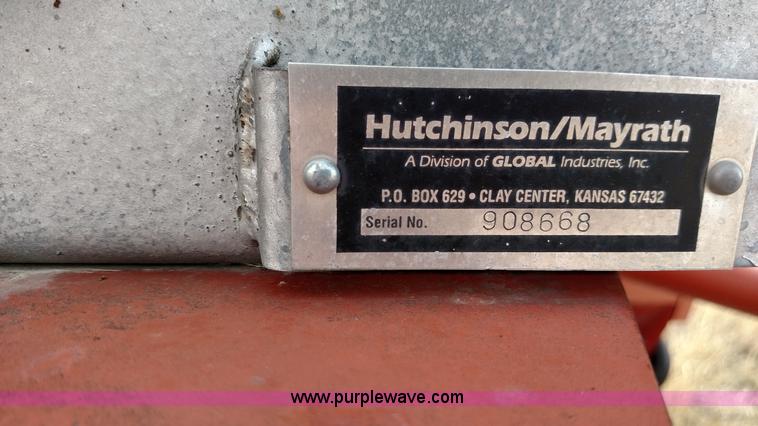 Hutchinson/Mayrath
A Division of GLOBAL Industries, Inc.
P.O. BOX 629 • CLAY CENTER, KANSAS 67432
Serial No. 908668
www.purplewave.com